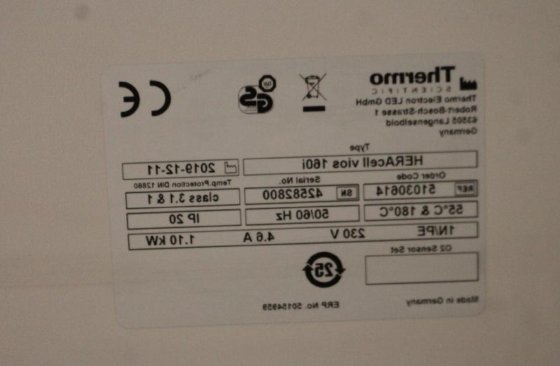 Thermo
SCIENTIFIC
Thermo Electron LED GmbH
Robert-Bosch-Strasse 1
63505 Langenselbold
Germany
GS
CE
Type
HERAcell vios 160i
2019-12-11
Order Code
Serial No.
Temp.Protection DIN 12880
REF 51030614
SN 42582800
class 3.1 & 1
55°C & 180°C
50/60 Hz
IP 20
1N/PE 230 V 4.6 A 1.10 kW
O2 Sensor Set
25
Made in Germany
ERP No. 50154959